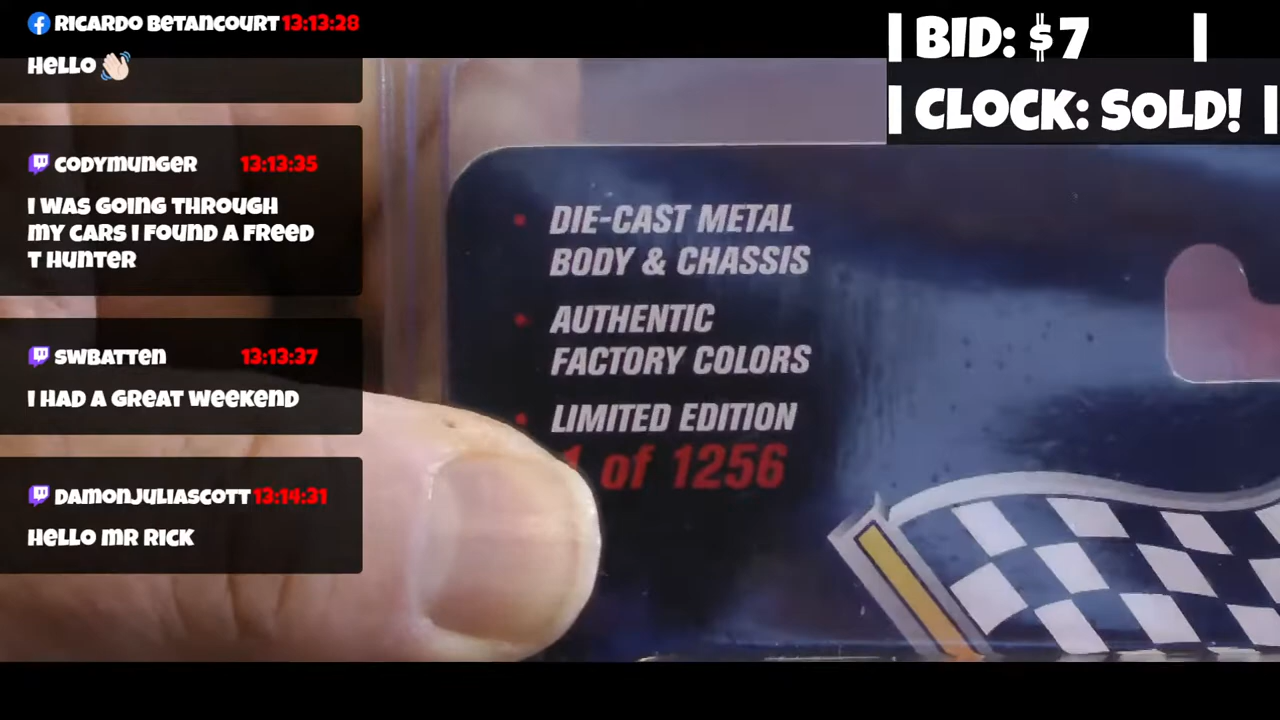 Ricardo Betancourt 13:13:28
Hello 👋🏻
codymunger 13:13:35
I was going through
my cars I found a freed
t hunter
swbatten 13:13:37
I had a great weekend
damonjuliascott 13:14:31
Hello Mr Rick
| BID: $7 |
| CLOCK: SOLD! |
• DIE-CAST METAL
BODY & CHASSIS
• AUTHENTIC
FACTORY COLORS
• LIMITED EDITION
1 of 1256